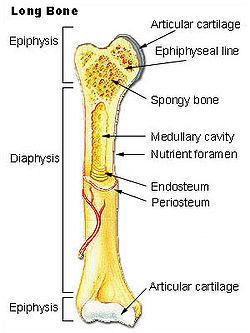 Long Bone
Articular cartilage
Epiphysis
Ephiphyseal line
Spongy bone
Medullary cavity
Nutrient foramen
Diaphysis
Endosteum
Periosteum
Articular cartilage
Epiphysis